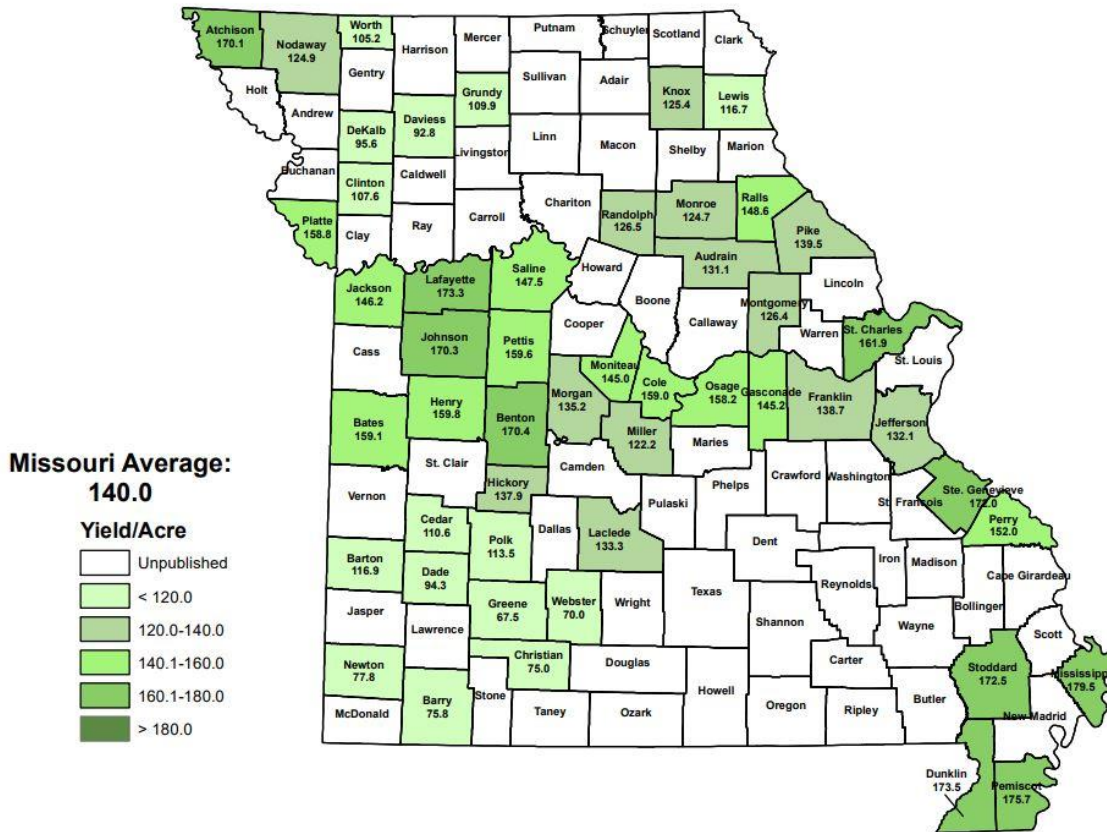 Atchison
170.1
Nodaway
124.9
Worth
105.2
Harrison
Mercer
Putnam
Schuyler
Scotland
Clark
Holt
Andrew
Gentry
DeKalb
95.6
Daviess
92.8
Grundy
109.9
Sullivan
Adair
Knox
125.4
Lewis
116.7
Buchanan
Clinton
107.6
Caldwell
Livingston
Linn
Macon
Shelby
Marion
Platte
158.8
Clay
Ray
Carroll
Chariton
Randolph
126.5
Monroe
124.7
Ralls
148.6
Pike
139.5
Audrain
131.1
Jackson
146.2
Lafayette
173.3
Saline
147.5
Howard
Boone
Callaway
Montgomery
126.4
Lincoln
Warren
St. Charles
161.9
St. Louis
Cass
Johnson
170.3
Pettis
159.6
Cooper
Moniteau
145.0
Cole
159.0
Osage
158.2
Gasconade
145.2
Franklin
138.7
Jefferson
132.1
Bates
159.1
Henry
159.8
Benton
170.4
Morgan
135.2
Miller
122.2
Maries
Missouri Average:
140.0
Yield/Acre
Unpublished
< 120.0
120.0-140.0
140.1-160.0
160.1-180.0
> 180.0
Vernon
St. Clair
Hickory
137.9
Camden
Pulaski
Phelps
Crawford
Washington
St Francois
Ste. Genevieve
172.0
Perry
152.0
Cedar
110.6
Polk
113.5
Dallas
Laclede
133.3
Dent
Iron
Madison
Cape Girardeau
Bollinger
Barton
116.9
Dade
94.3
Greene
67.5
Webster
70.0
Wright
Texas
Shannon
Reynolds
Wayne
Scott
Jasper
Lawrence
Christian
75.0
Douglas
Howell
Carter
Stoddard
172.5
Mississippi
179.5
Newton
77.8
Barry
75.8
Stone
Taney
Ozark
Oregon
Ripley
Butler
New Madrid
McDonald
Dunklin
173.5
Pemiscot
175.7